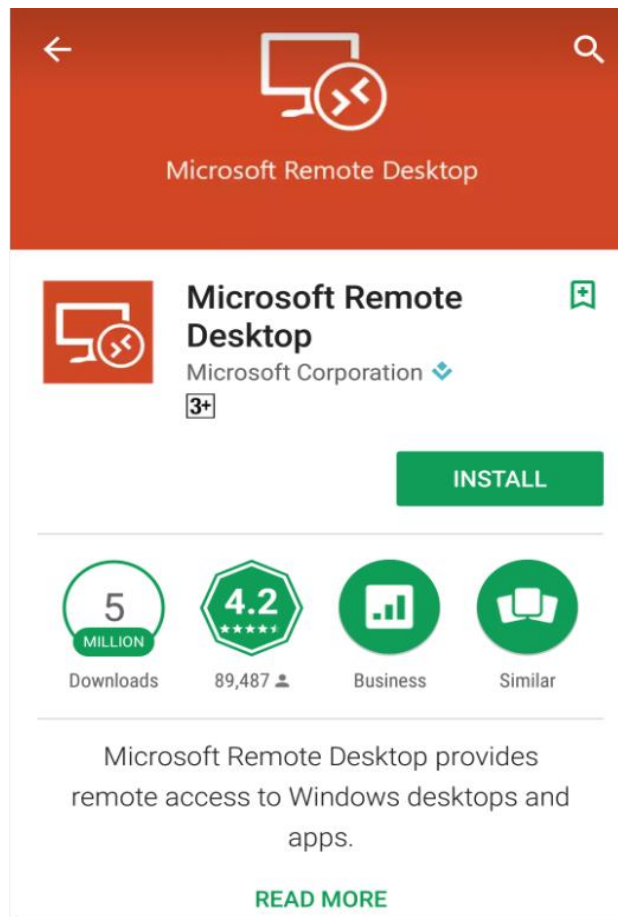 Microsoft Remote Desktop
Microsoft Remote
Desktop
Microsoft Corporation
3+
INSTALL
5
MILLION
Downloads
4.2
89,487
Business
Similar
Microsoft Remote Desktop provides
remote access to Windows desktops and
apps.
READ MORE